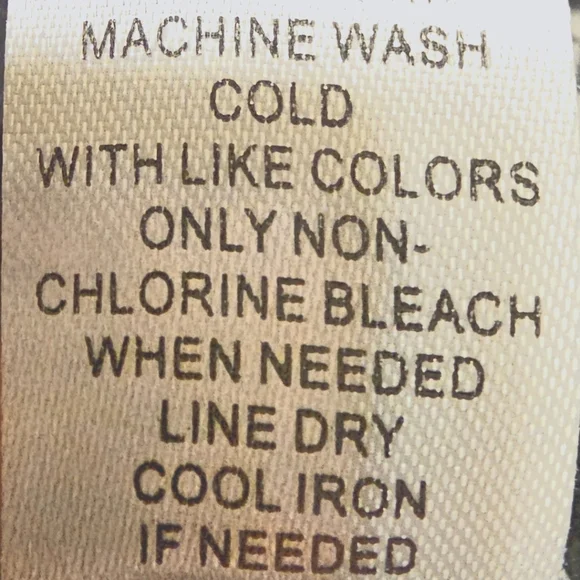 MACHINE WASH
COLD
WITH LIKE COLORS
ONLY NON-
CHLORINE BLEACH
WHEN NEEDED
LINE DRY
COOL IRON
IF NEEDED